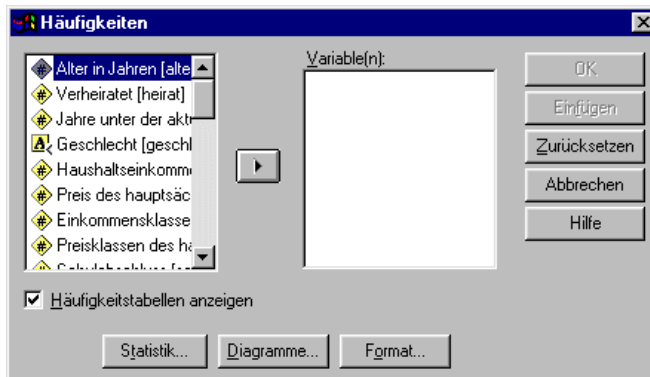 Häufigkeiten
Alter in Jahren [alte
Verheiratet [heirat]
Jahre unter der akt
Geschlecht [geschl
Haushaltseinkomm
Preis des hauptsäc
Einkommensklasse
Preisklassen des ha
Variable(n):
OK
Einfügen
Zurücksetzen
Abbrechen
Hilfe
Häufigkeitstabellen anzeigen
Statistik... Diagramme... Format...